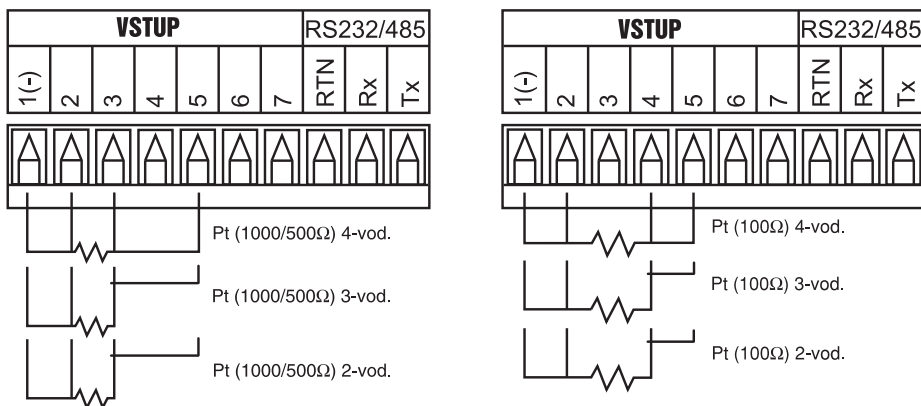 VSTUP RS232/485
1(-) 2 3 4 5 6 7 RTN Rx Tx
Pt (1000/500Ω) 4-vod.
Pt (1000/500Ω) 3-vod.
Pt (1000/500Ω) 2-vod.
VSTUP RS232/485
1(-) 2 3 4 5 6 7 RTN Rx Tx
Pt (100Ω) 4-vod.
Pt (100Ω) 3-vod.
Pt (100Ω) 2-vod.